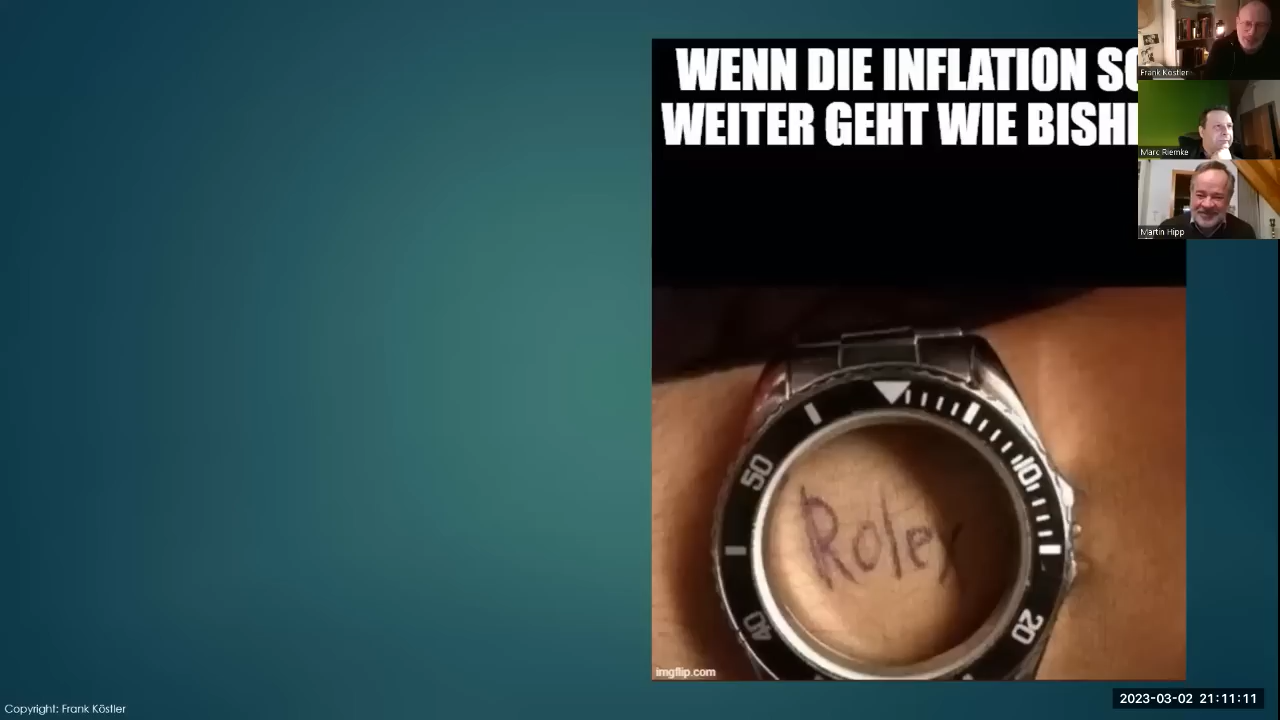 WENN DIE INFLATION SO
WEITER GEHT WIE BISH
Frank Köstler
Marc Riemke
Martin Hipp
50
10
Rolex
40
20
imgflip.com
2023-03-02 21:11:11
Copyright: Frank Köstler